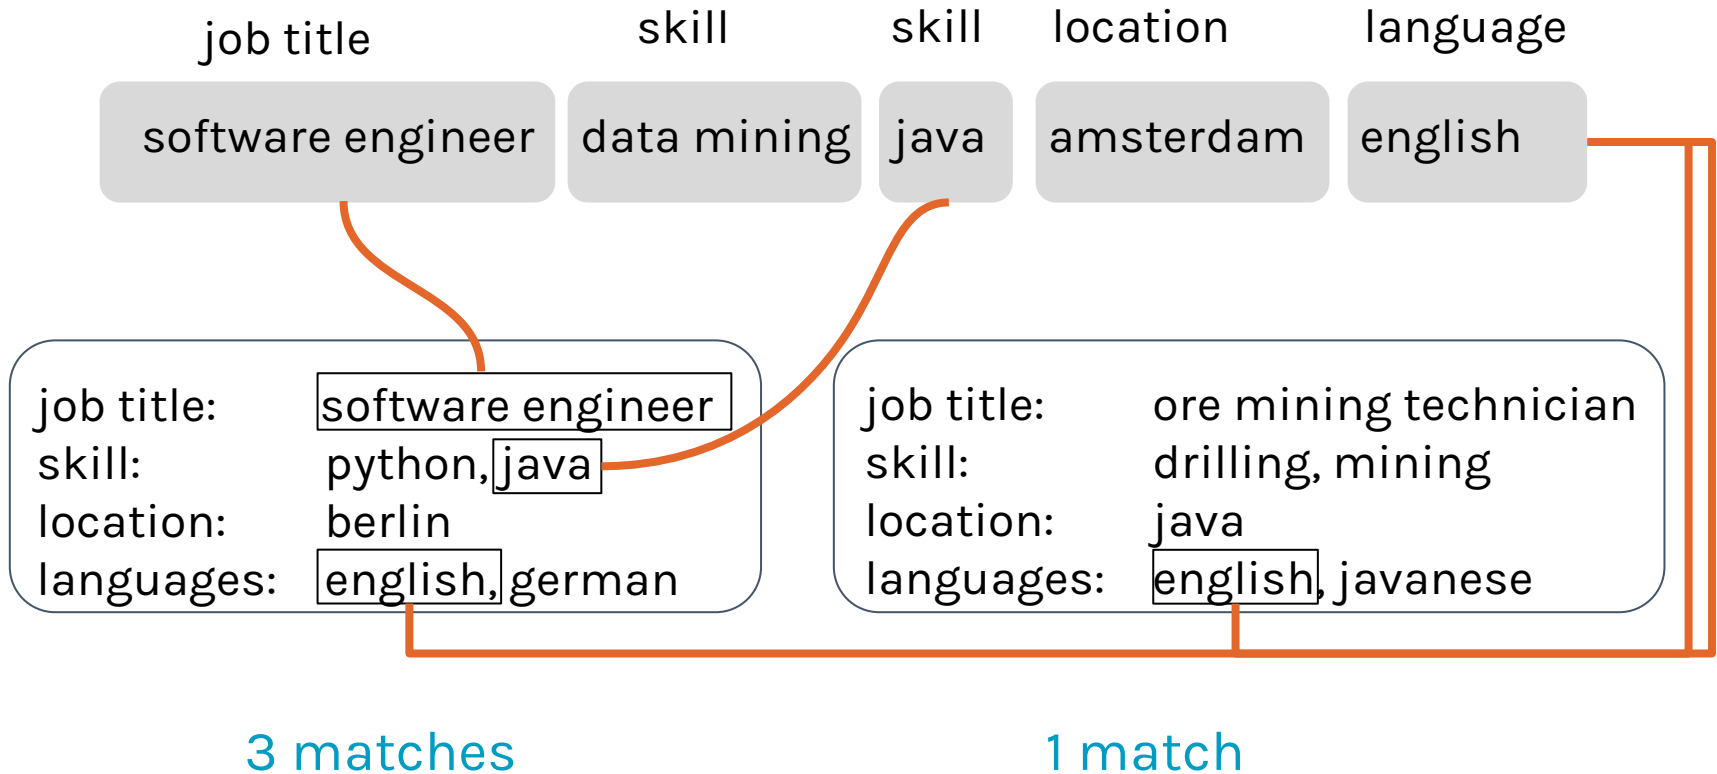 job title skill skill location language
software engineer data mining java amsterdam english
job title: software engineer
skill: python, java
location: berlin
languages: english, german
job title: ore mining technician
skill: drilling, mining
location: java
languages: english, javanese
3 matches 1 match